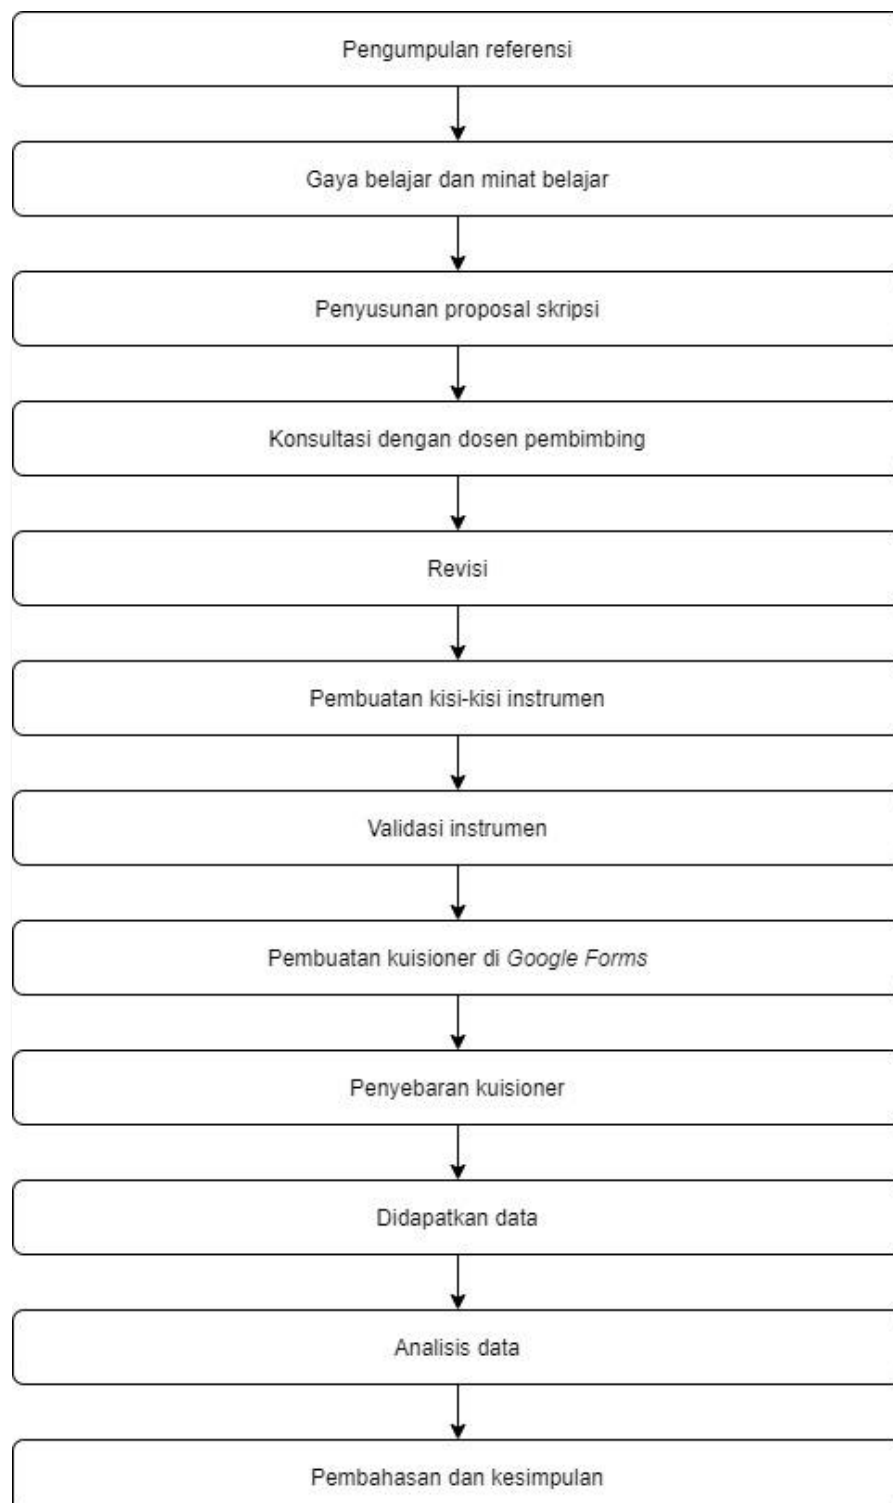 Pengumpulan referensi
Gaya belajar dan minat belajar
Penyusunan proposal skripsi
Konsultasi dengan dosen pembimbing
Revisi
Pembuatan kisi-kisi instrumen
Validasi instrumen
Pembuatan kuisioner di Google Forms
Penyebaran kuisioner
Didapatkan data
Analisis data
Pembahasan dan kesimpulan